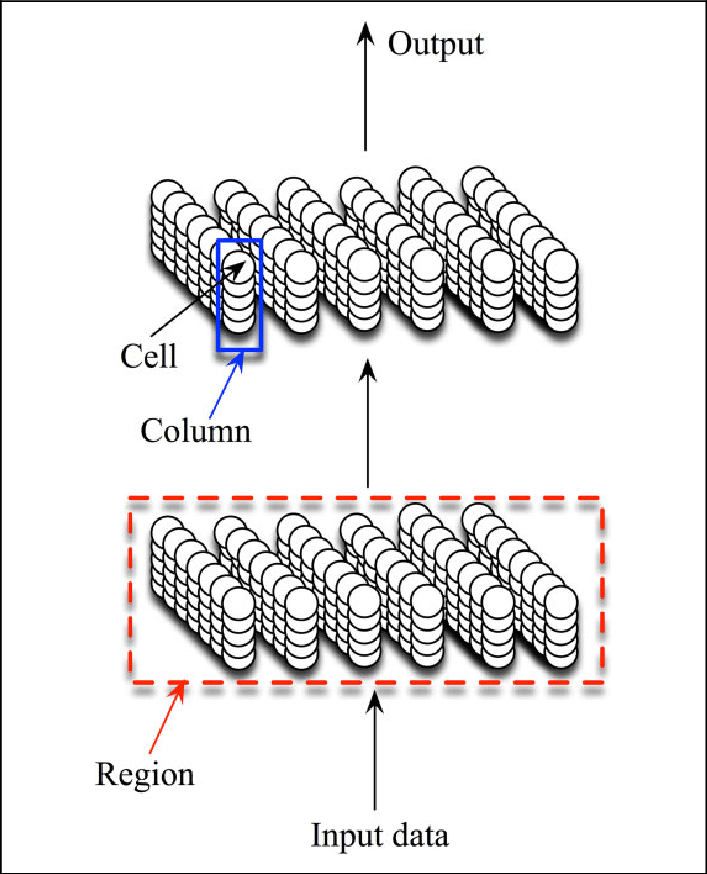 Output
Cell
Column
Region
Input data